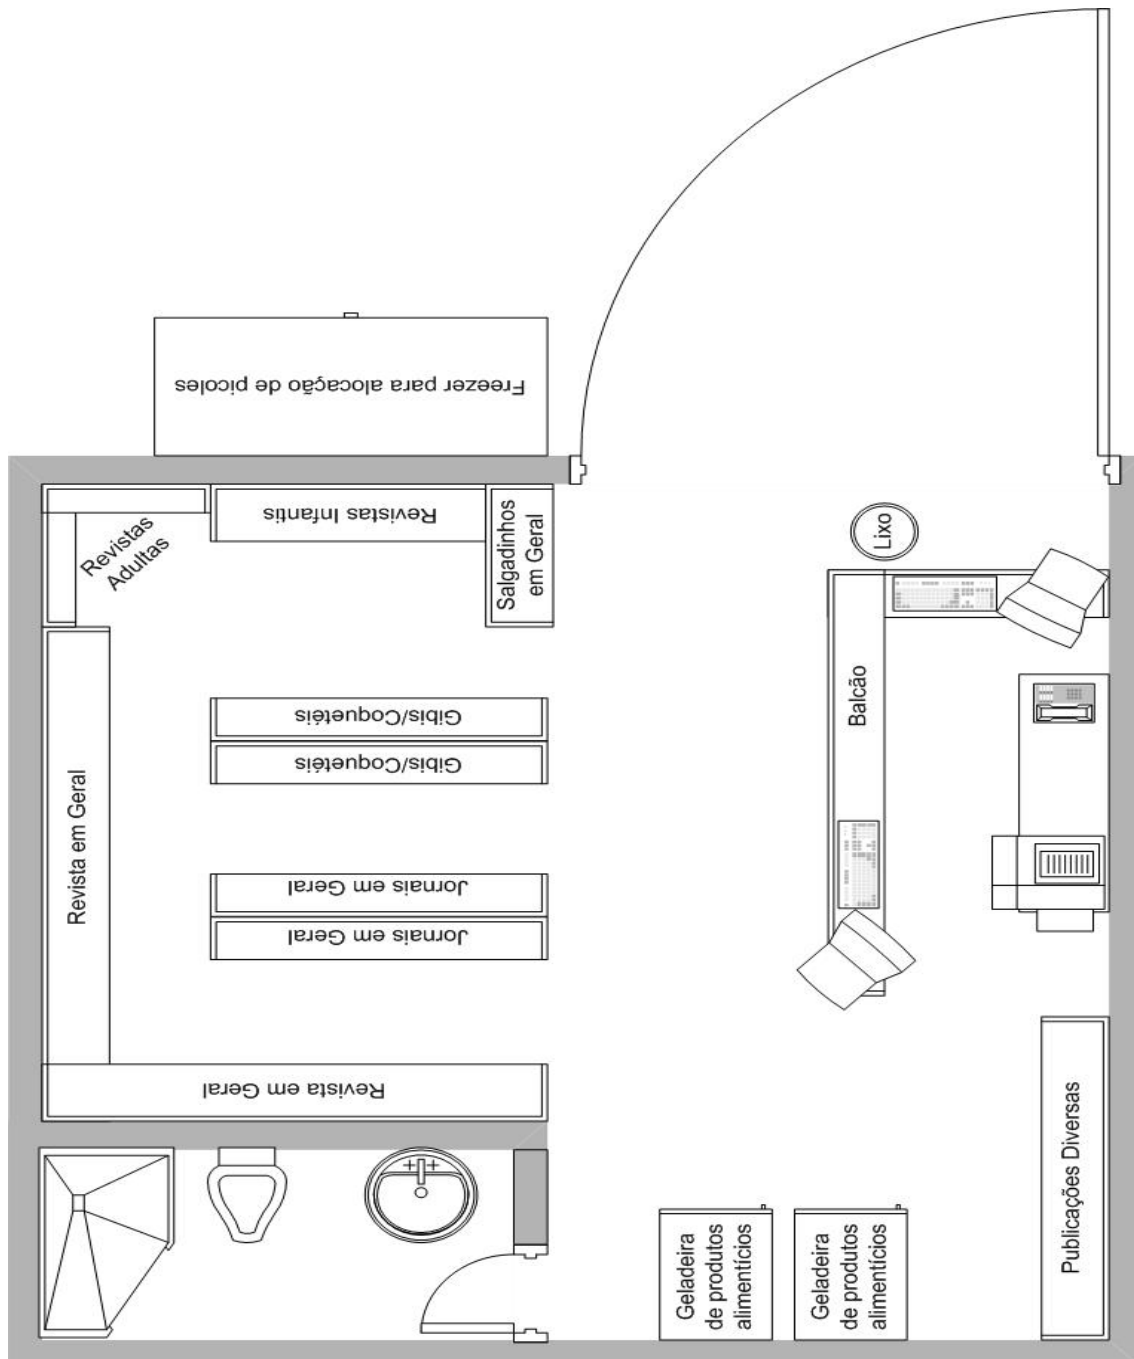 Freezer para alocação de picoles
Revistas
Adultas
Revistas Infantis
Salgadinhos
em Geral
Lixo
Gibis/Coquetéis
Gibis/Coquetéis
Balcão
Revista em Geral
Jornais em Geral
Jornais em Geral
Revista em Geral
Publicações Diversas
Geladeira
de produtos
alimentícios
Geladeira
de produtos
alimentícios